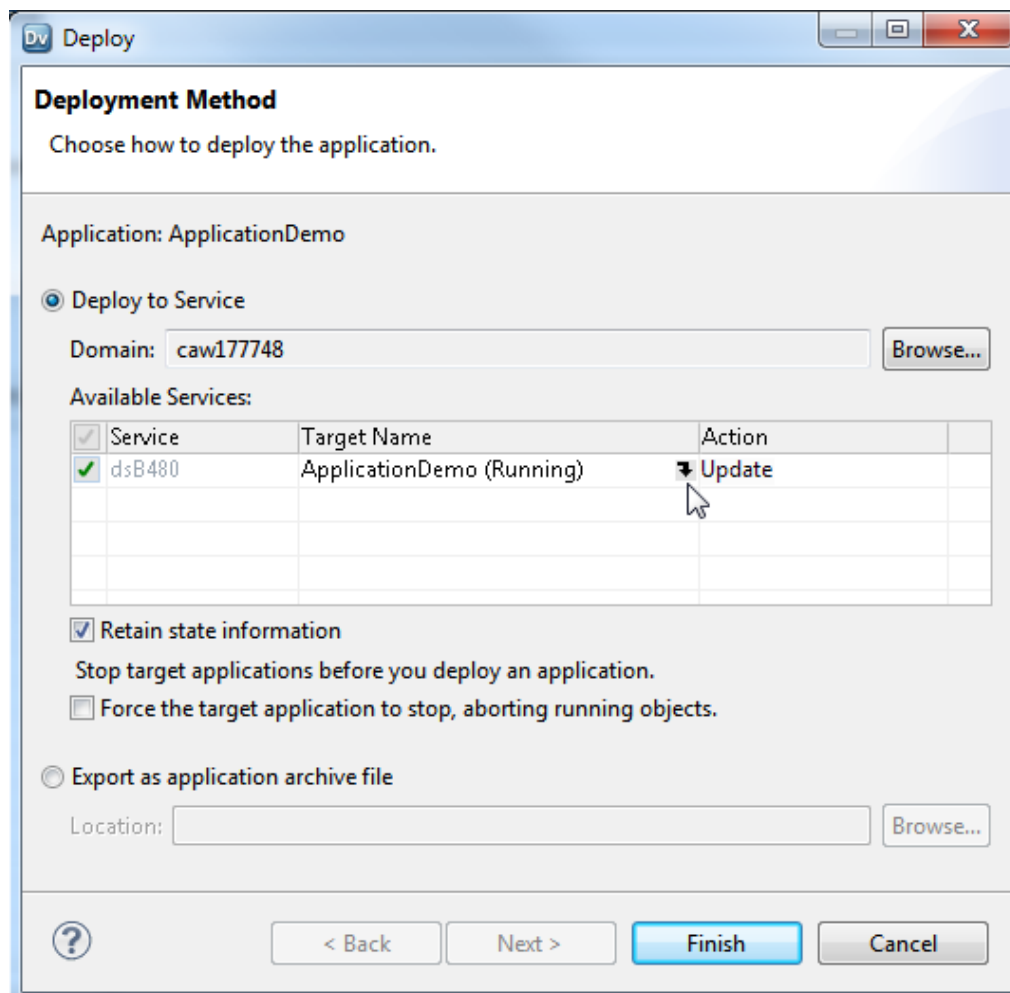 Dv Deploy
Deployment Method
Choose how to deploy the application.
Application: ApplicationDemo
Deploy to Service
Domain: caw177748 Browse...
Available Services:
Service Target Name Action
dsB480 ApplicationDemo (Running) Update
Retain state information
Stop target applications before you deploy an application.
Force the target application to stop, aborting running objects.
Export as application archive file
Location: Browse...
? < Back Next > Finish Cancel